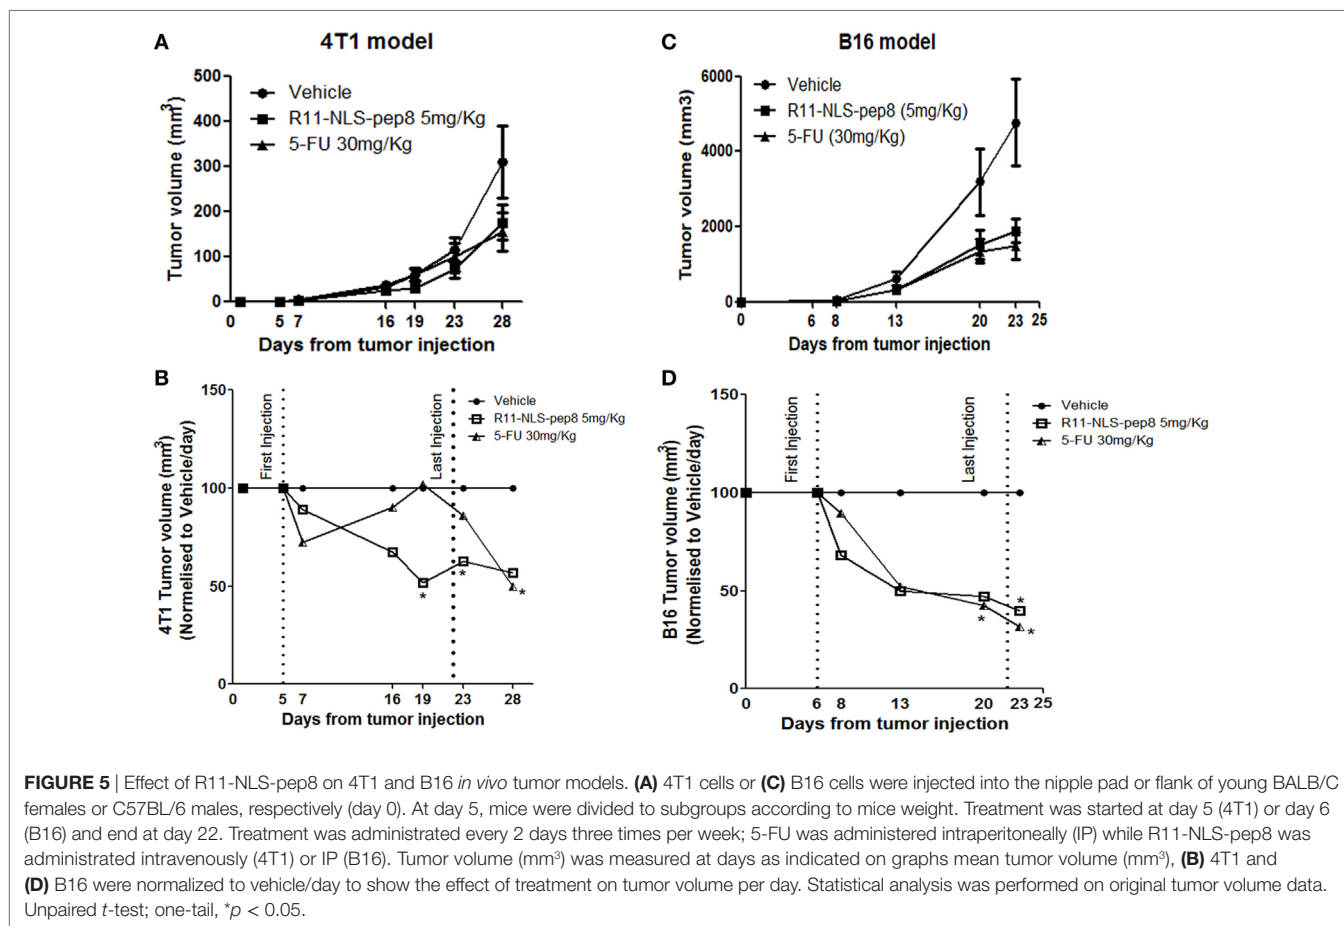 A
4T1 model
Tumor volume (mm³)
500
400
300
200
100
0
Vehicle
R11-NLS-pep8 5mg/Kg
5-FU 30mg/Kg
0 5 7 16 19 23 28
Days from tumor injection
C
B16 model
Tumor volume (mm3)
6000
4000
2000
0
Vehicle
R11-NLS-pep8 (5mg/Kg)
5-FU (30mg/Kg)
0 6 8 13 20 23 25
Days from tumor injection
B
4T1 Tumor volume (mm³)
(Normelised to Vehicle/day)
150
100
50
0
First Injection
Last Injection
Vehicle
R11-NLS-pep8 5mg/Kg
5-FU 30mg/Kg
*
*
*
0 5 7 16 19 23 28
Days from tumor injection
D
B16 Tumor volume (mm³)
(Normelised to Vehicle/day)
150
100
50
0
First Injection
Last Injection
Vehicle
R11-NLS-pep8 5mg/Kg
5-FU 30mg/Kg
*
*
*
0 6 8 13 20 23 25
Days from tumor injection
FIGURE 5 | Effect of R11-NLS-pep8 on 4T1 and B16 in vivo tumor models. (A) 4T1 cells or (C) B16 cells were injected into the nipple pad or flank of young BALB/C
females or C57BL/6 males, respectively (day 0). At day 5, mice were divided to subgroups according to mice weight. Treatment was started at day 5 (4T1) or day 6
(B16) and end at day 22. Treatment was administrated every 2 days three times per week; 5-FU was administered intraperitoneally (IP) while R11-NLS-pep8 was
administrated intravenously (4T1) or IP (B16). Tumor volume (mm³) was measured at days as indicated on graphs mean tumor volume (mm³), (B) 4T1 and
(D) B16 were normalized to vehicle/day to show the effect of treatment on tumor volume per day. Statistical analysis was performed on original tumor volume data.
Unpaired t-test; one-tail, *p < 0.05.